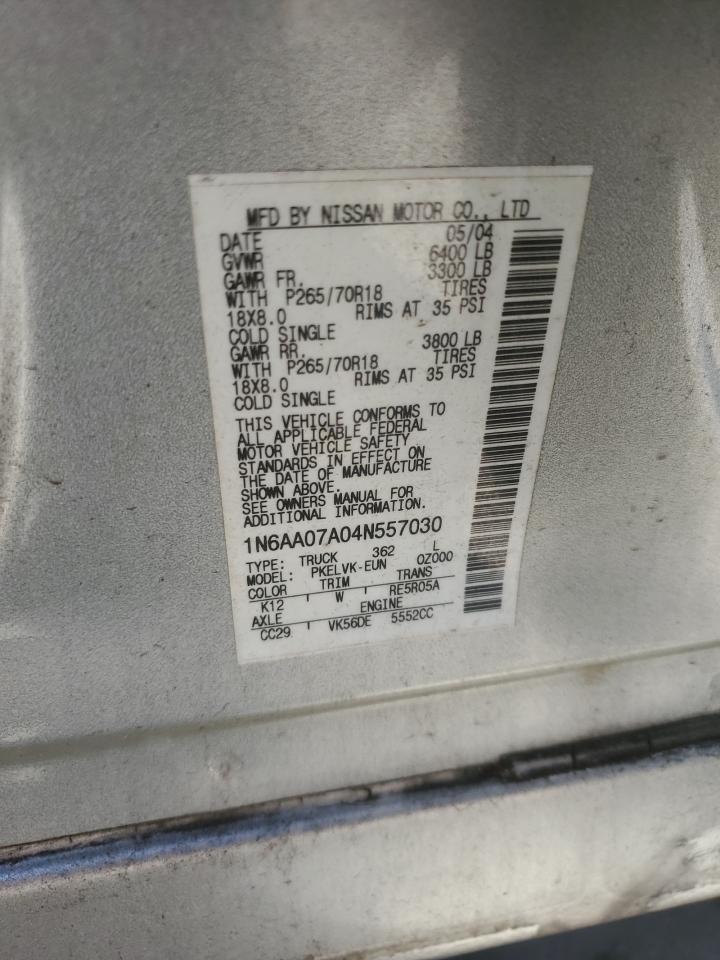 MFD BY NISSAN MOTOR CO., LTD
DATE 05/04
GVWR 6400 LB
GAWR FR. 3300 LB
WITH P265/70R18 TIRES
18X8.0 RIMS AT 35 PSI
COLD SINGLE
GAWR RR. 3800 LB
WITH P265/70R18 TIRES
18X8.0 RIMS AT 35 PSI
COLD SINGLE
THIS VEHICLE CONFORMS TO
ALL APPLICABLE FEDERAL
MOTOR VEHICLE SAFETY
STANDARDS IN EFFECT ON
THE DATE OF MANUFACTURE
SHOWN ABOVE.
SEE OWNERS MANUAL FOR
ADDITIONAL INFORMATION.
1N6AA07A04N557030
TYPE: TRUCK 362 L
MODEL: PKELVK-EUN 0Z000
COLOR TRIM TRANS
K12 W RE5R05A
AXLE ENGINE
CC29 VK56DE 5552CC